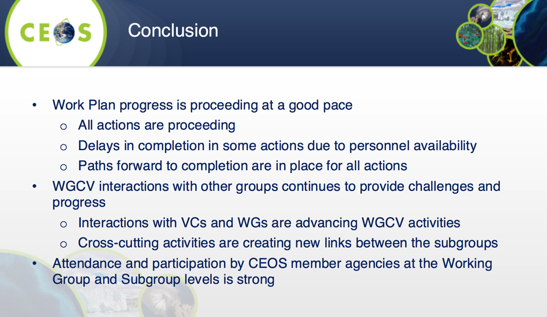 CEOS
Conclusion
• Work Plan progress is proceeding at a good pace
o All actions are proceeding
o Delays in completion in some actions due to personnel availability
o Paths forward to completion are in place for all actions
• WGCV interactions with other groups continues to provide challenges and
progress
o Interactions with VCs and WGs are advancing WGCV activities
o Cross-cutting activities are creating new links between the subgroups
• Attendance and participation by CEOS member agencies at the Working
Group and Subgroup levels is strong